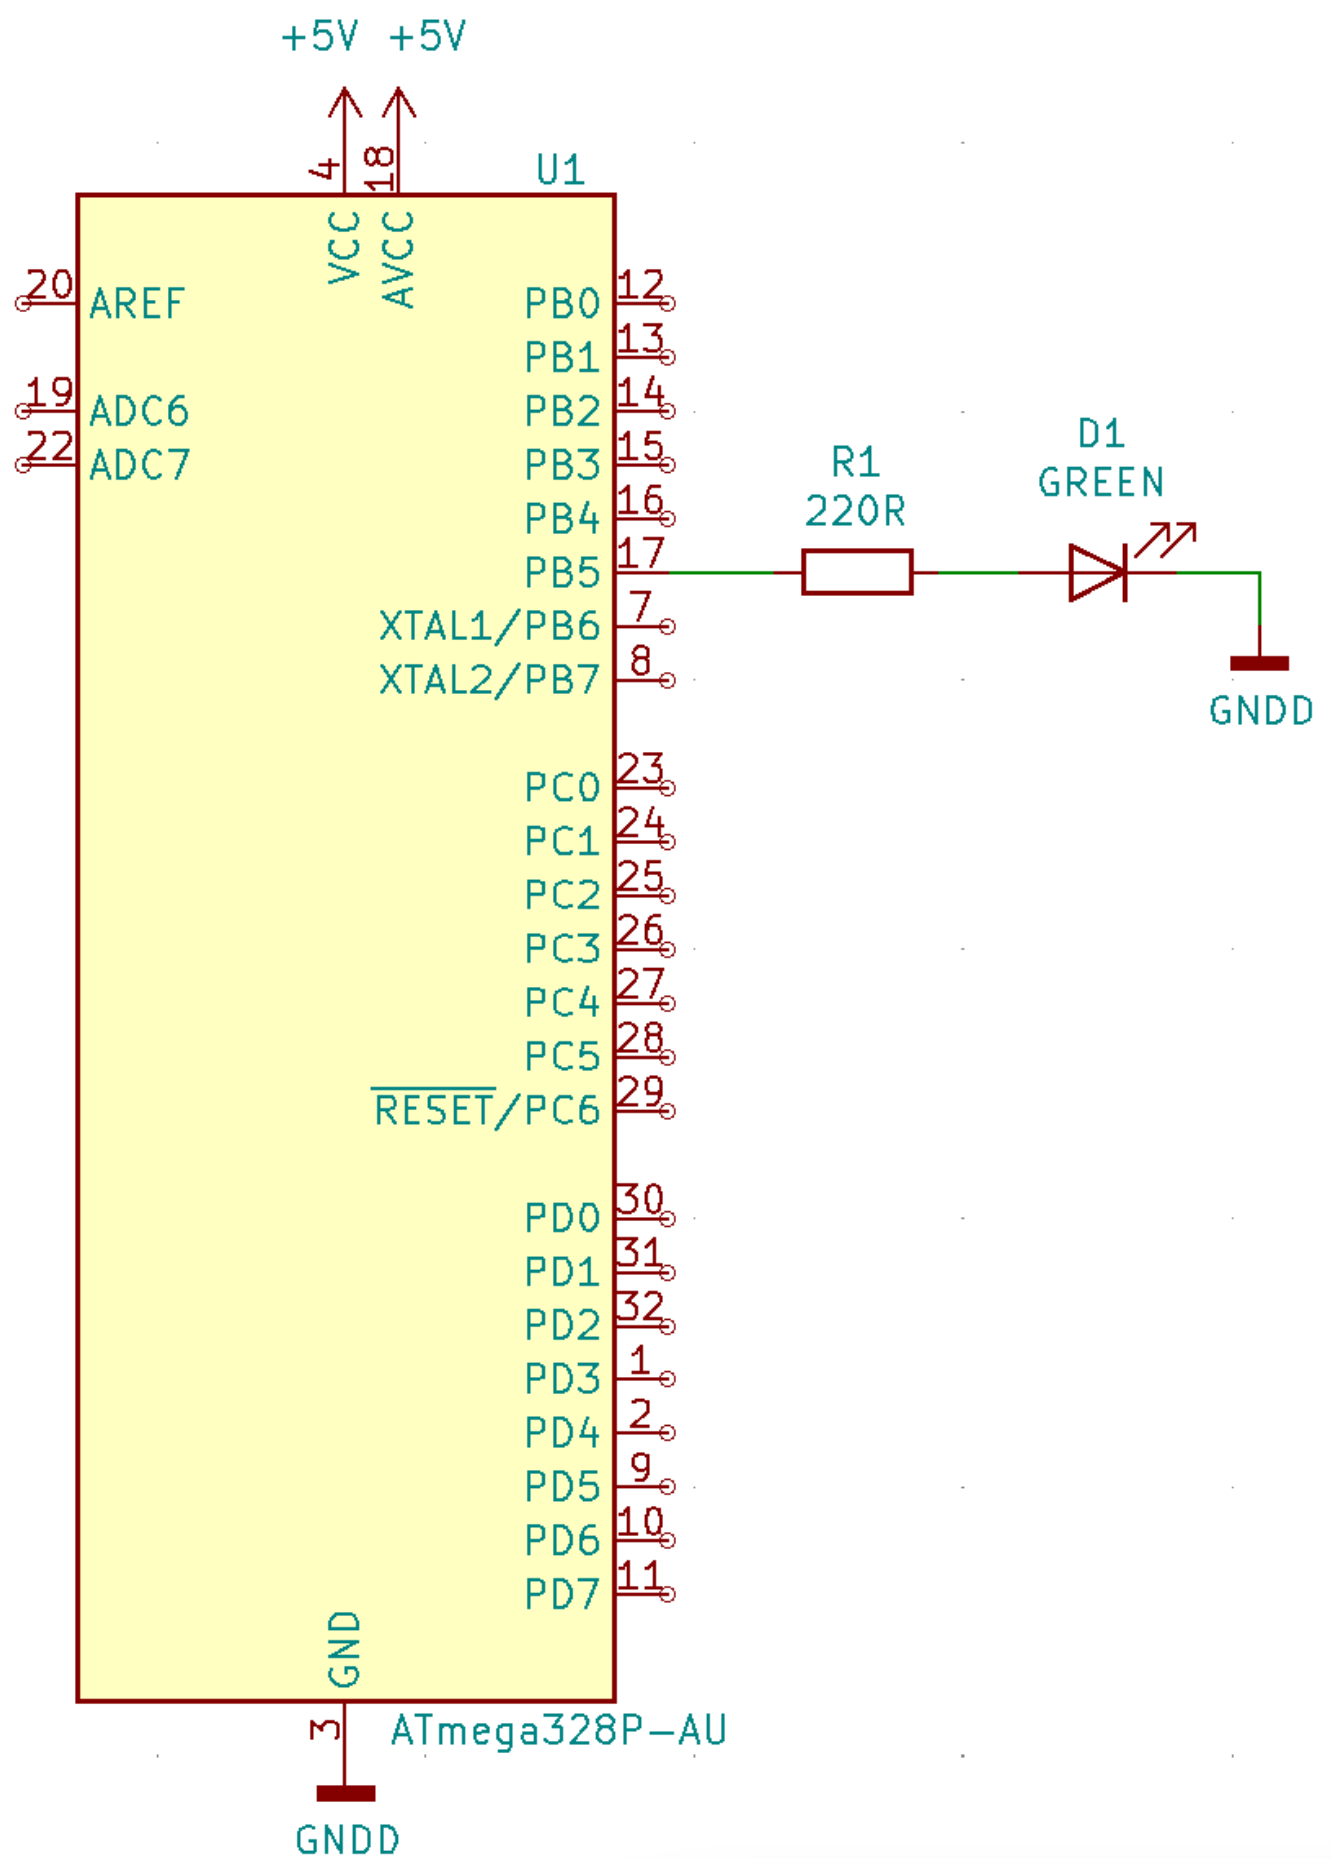 +5V +5V
4 18
U1
VCC AVCC
20 AREF
PB0 12
PB1 13
19 ADC6
PB2 14
22 ADC7
PB3 15
PB4 16
PB5 17
R1
220R
D1
GREEN
XTAL1/PB6 7
XTAL2/PB7 8
GNDD
PC0 23
PC1 24
PC2 25
PC3 26
PC4 27
PC5 28
RESET/PC6 29
PD0 30
PD1 31
PD2 32
PD3 1
PD4 2
PD5 9
PD6 10
PD7 11
GND
3
ATmega328P-AU
GNDD